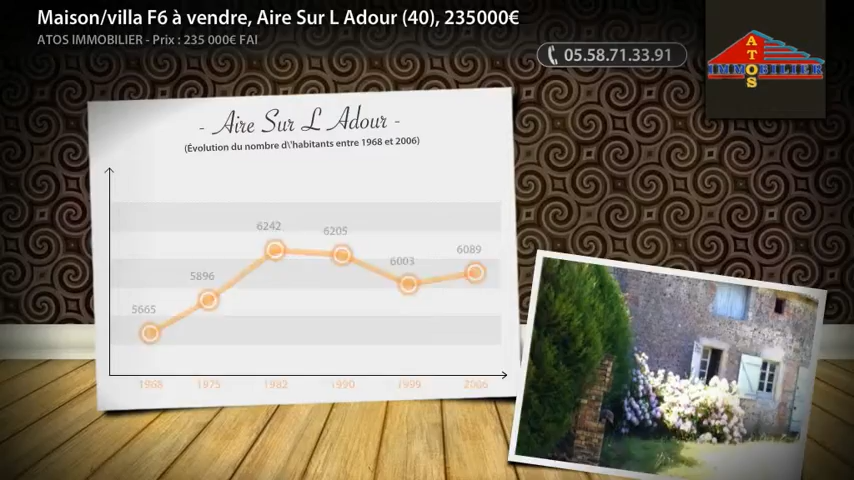 Maison/villa F6 à vendre, Aire Sur L Adour (40), 235000€
ATOS IMMOBILIER - Prix : 235 000€ FAI
05.58.71.33.91
ATOS
IMMOBILIER
- Aire Sur L Adour -
(Évolution du nombre d\'habitants entre 1968 et 2006)
5665
5896
6242
6205
6003
6089
1968 1975 1982 1990 1999 2006